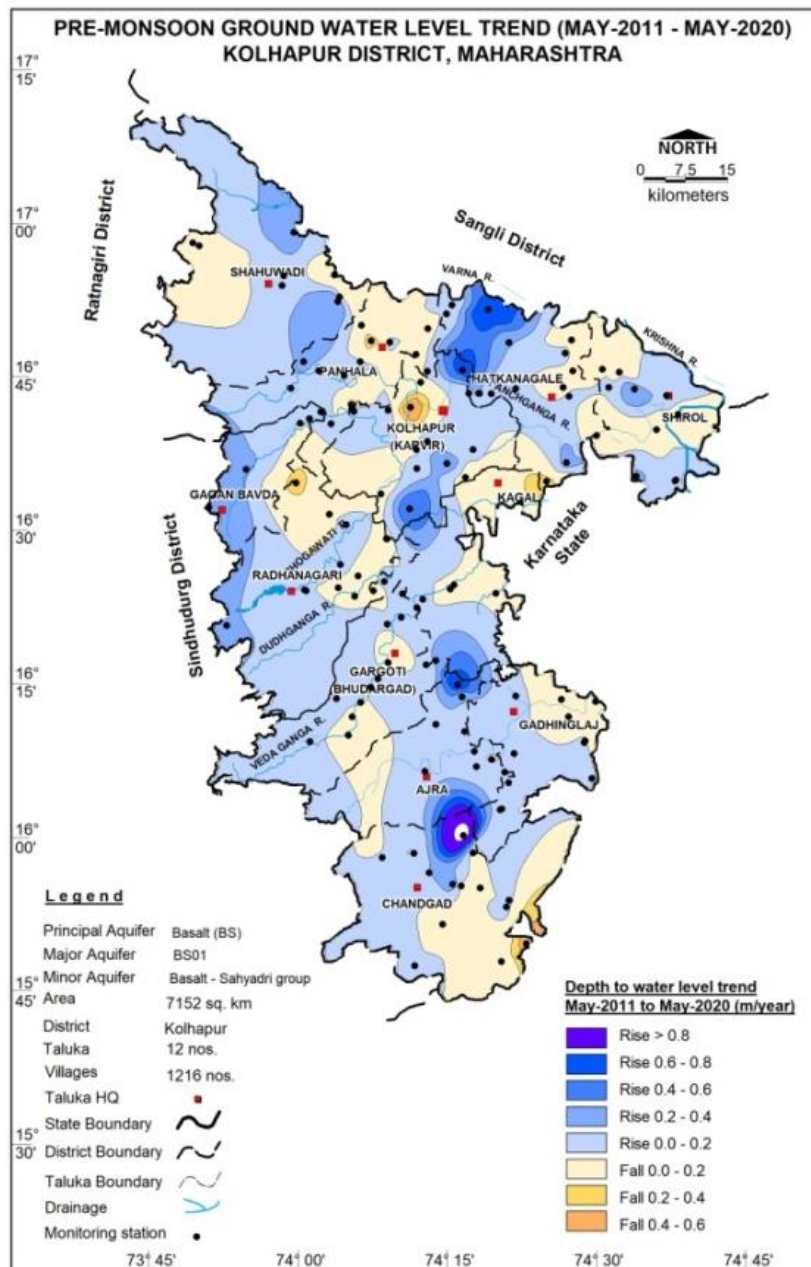 PRE-MONSOON GROUND WATER LEVEL TREND (MAY-2011 - MAY-2020)
KOLHAPUR DISTRICT, MAHARASHTRA
17°
15'
NORTH
0 7.5 15
kilometers
17°
00'
Ratnagiri District
Sangli District
SHAHUWADI
VARNA R.
KRISHNA R.
16°
45'
PANHALA
HATKANAGALE
PANCHGANGA R.
SHIROL
KOLHAPUR
(KARVIR)
GAGAN BAVDA
KAGAL
16°
30'
Karnataka
State
Sindhudurg District
BHOGAWATI R.
RADHANAGARI
DUDHGANGA R.
GARGOTI
(BHUDARGAD)
16°
15'
GADHINGLAJ
VEDA GANGA R.
AJRA
16°
00'
CHANDGAD
Legend
Principal Aquifer Basalt (BS)
Major Aquifer BS01
Minor Aquifer Basalt - Sahyadri group
Area 7152 sq. km
District Kolhapur
Taluka 12 nos.
Villages 1216 nos.
Taluka HQ
State Boundary
District Boundary
Taluka Boundary
Drainage
Monitoring station
15°
45'
15°
30'
Depth to water level trend
May-2011 to May-2020 (m/year)
Rise > 0.8
Rise 0.6 - 0.8
Rise 0.4 - 0.6
Rise 0.2 - 0.4
Rise 0.0 - 0.2
Fall 0.0 - 0.2
Fall 0.2 - 0.4
Fall 0.4 - 0.6
73° 45' 74° 00' 74° 15' 74° 30' 74° 45'